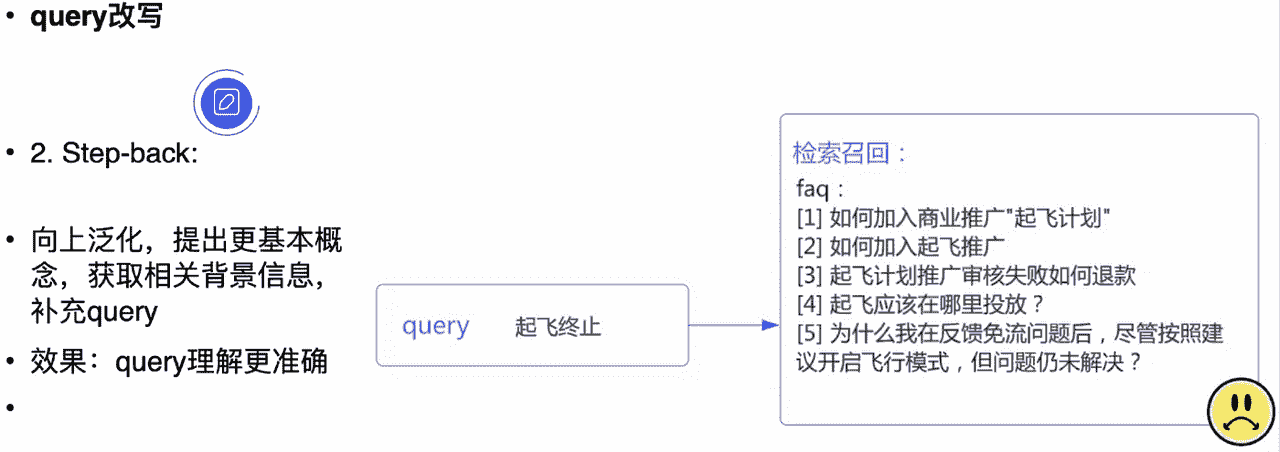 • query改写
• 2. Step-back:
• 向上泛化，提出更基本概
念，获取相关背景信息，
补充query
• 效果：query理解更准确
•
query 起飞终止
检索召回：
faq：
[1] 如何加入商业推广"起飞计划"
[2] 如何加入起飞推广
[3] 起飞计划推广审核失败如何退款
[4] 起飞应该在哪里投放？
[5] 为什么我在反馈免流问题后，尽管按照建
议开启飞行模式，但问题仍未解决？